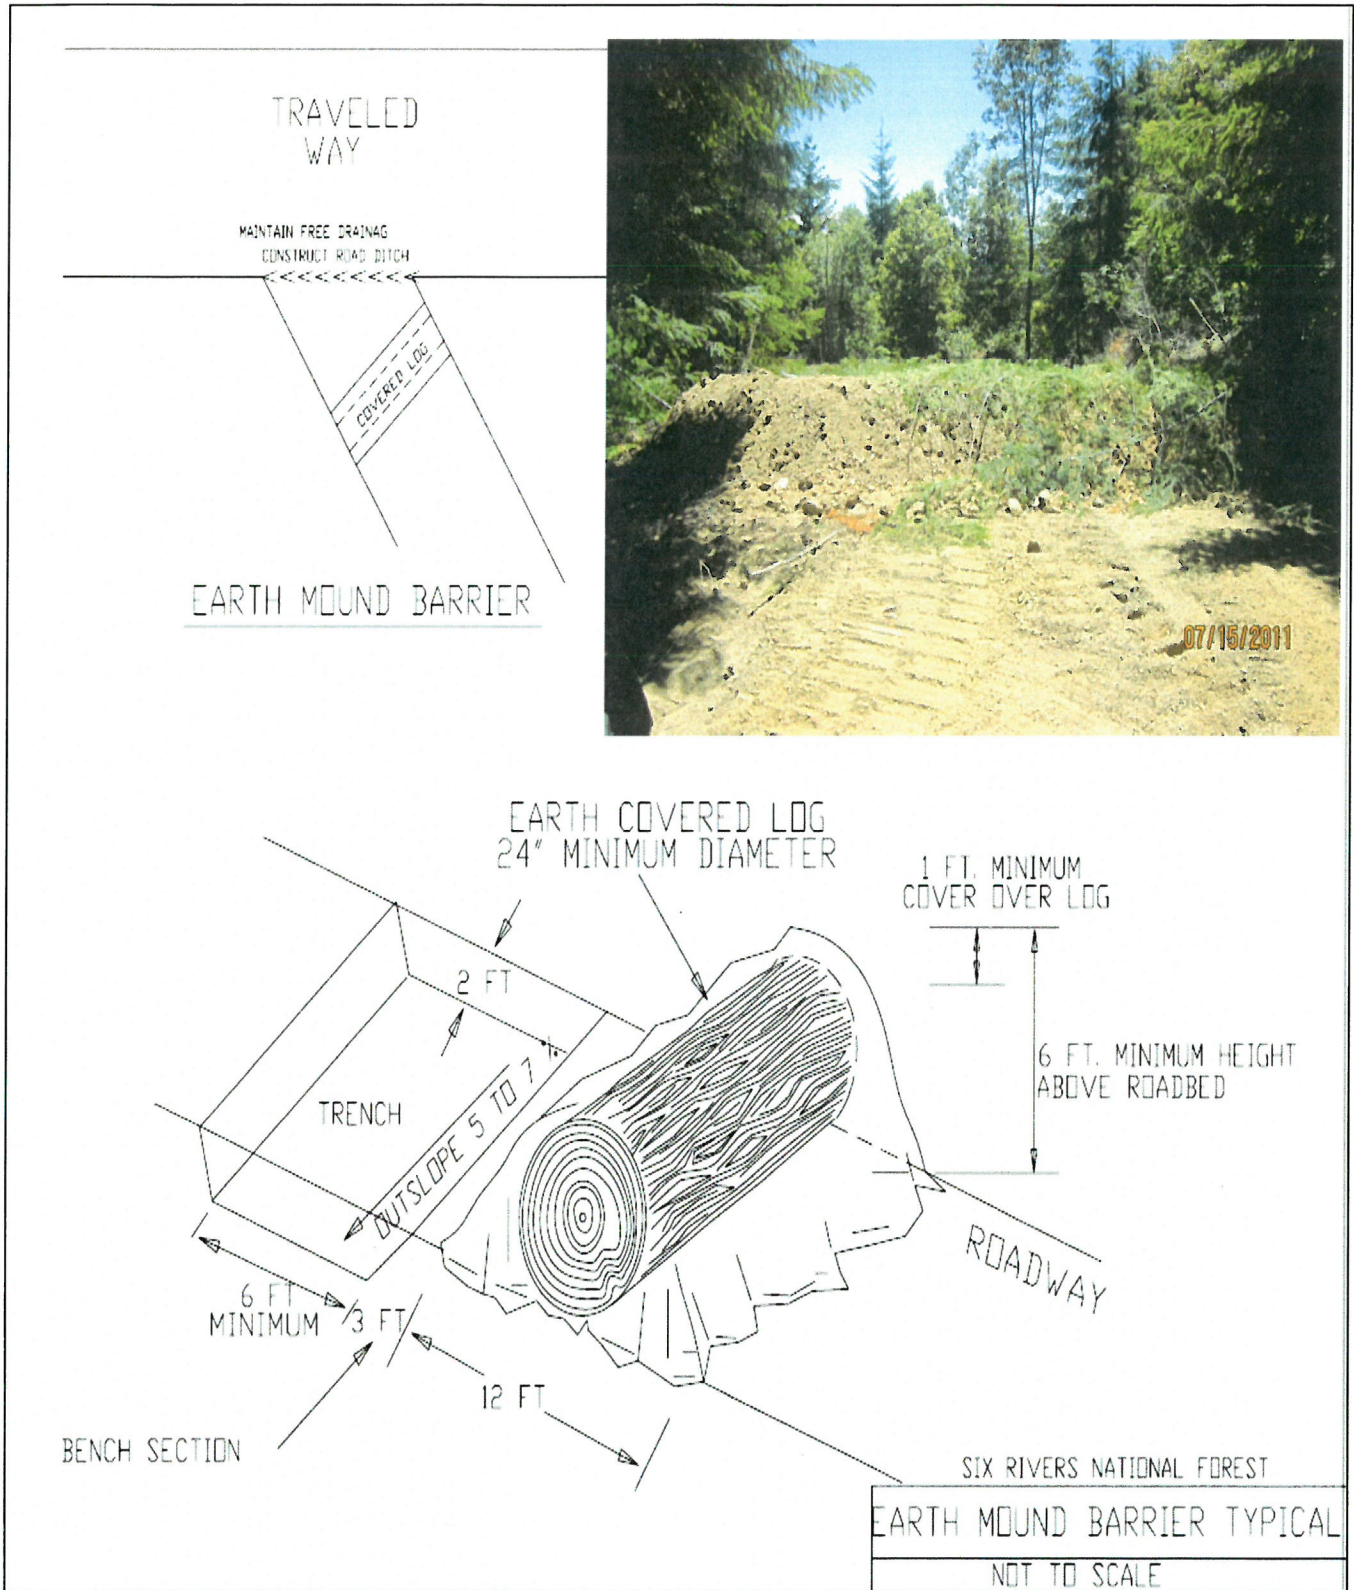 TRAVELED
WAY
MAINTAIN FREE DRAINAG
CONSTRUCT ROAD DITCH
COVERED LOG
EARTH MOUND BARRIER
07/15/2011
EARTH COVERED LOG
24" MINIMUM DIAMETER
1 FT. MINIMUM
COVER OVER LOG
2 FT
6 FT. MINIMUM HEIGHT
ABOVE ROADBED
TRENCH
OUTSLOPE 5 TO 7 %
ROADWAY
6 FT
MINIMUM
3 FT
12 FT
BENCH SECTION
SIX RIVERS NATIONAL FOREST
EARTH MOUND BARRIER TYPICAL
NOT TO SCALE